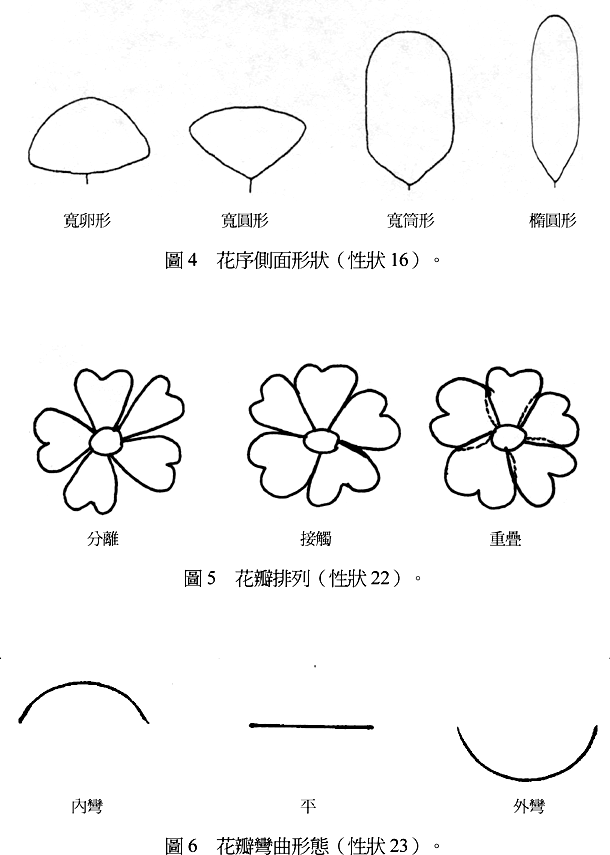 寬卵形 寬圓形 寬筒形 橢圓形
圖 4 花序側面形狀(性狀 16)。
分離 接觸 重疊
圖 5 花瓣排列(性狀 22)。
內彎 平 外彎
圖 6 花瓣彎曲形態(性狀 23)。